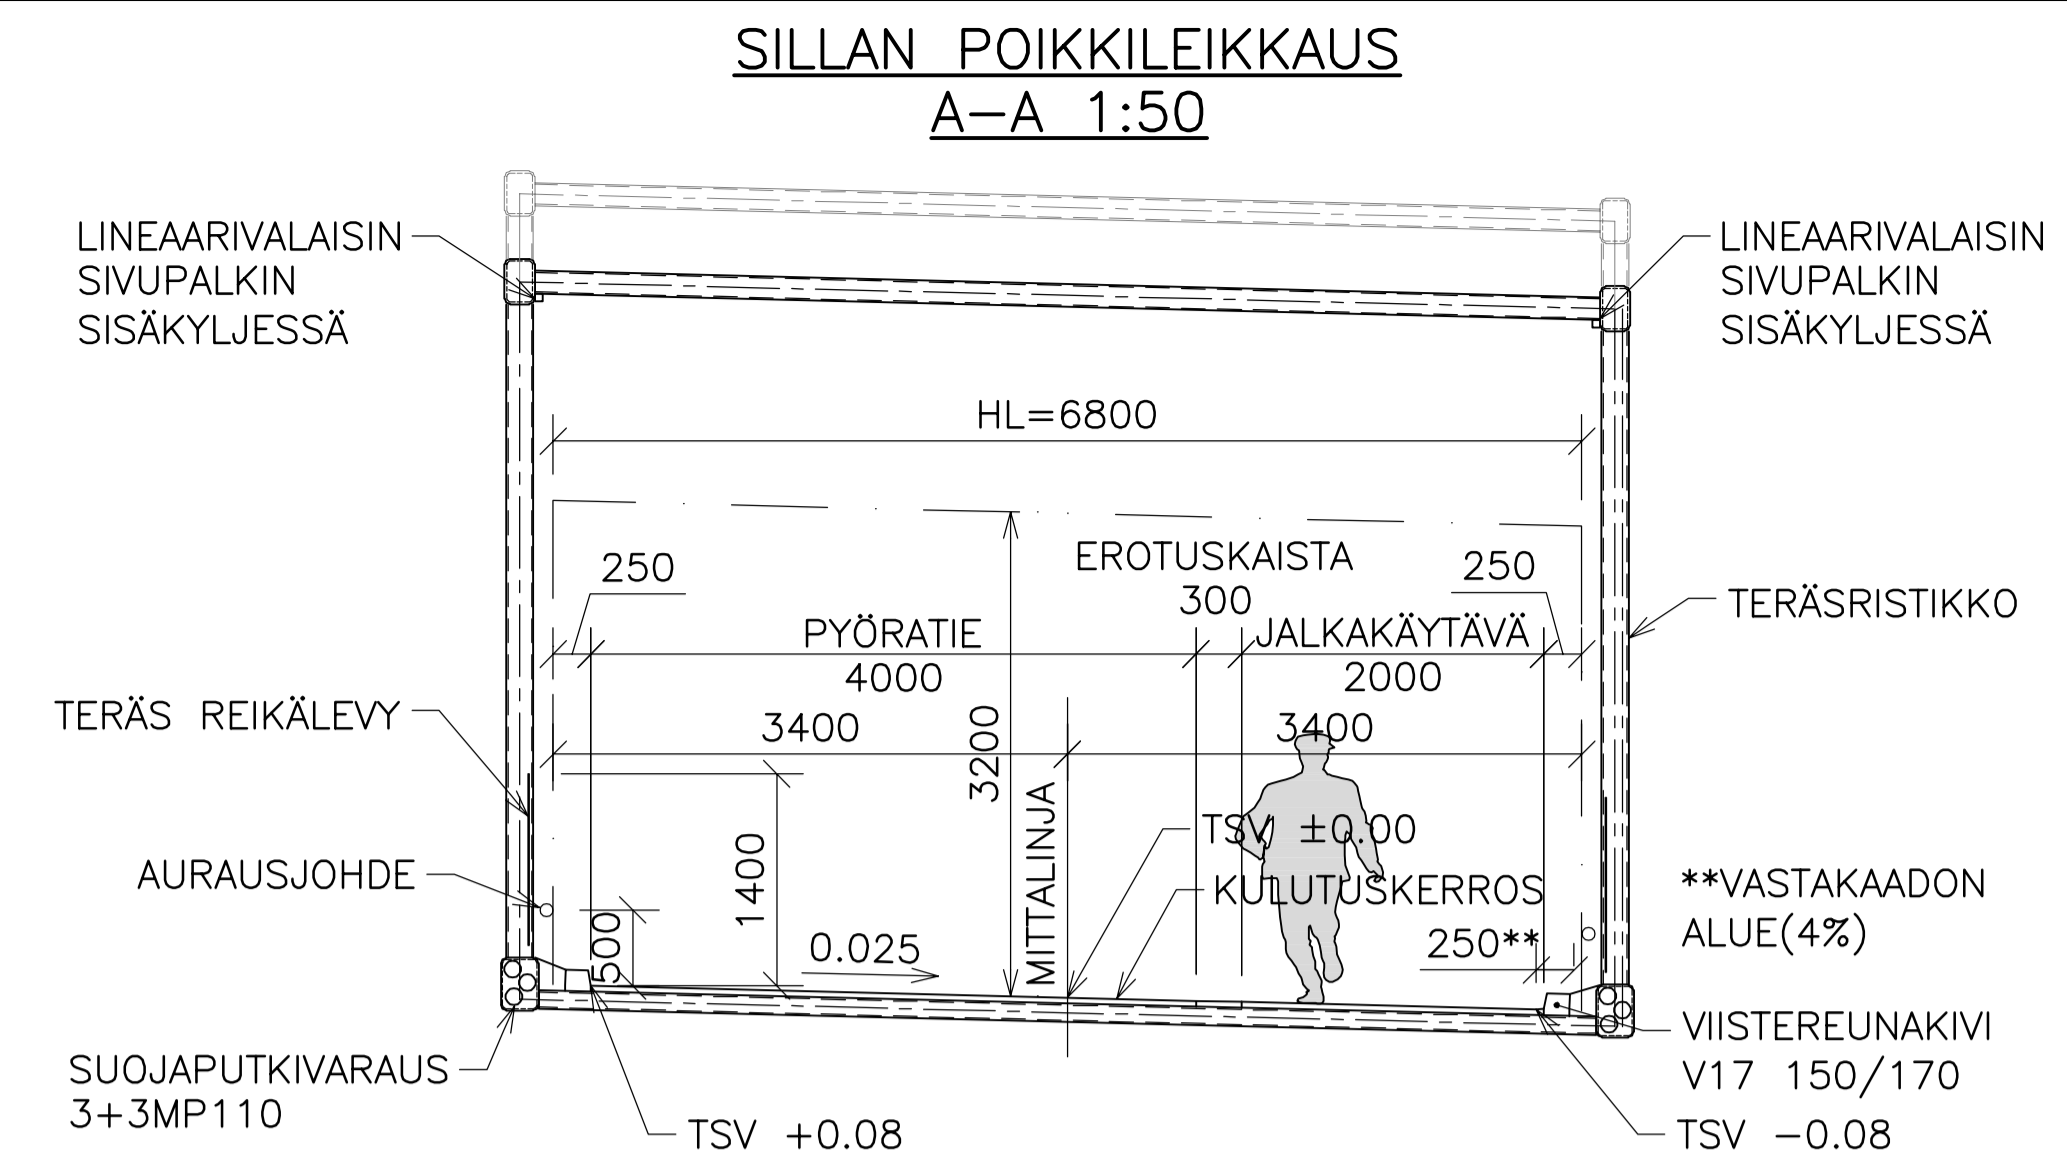 SILLAN POIKKILEIKKAUS
A-A 1:50
LINEAARIVALAISIN
SIVUPALKIN
SISÄKYLJESSÄ
LINEAARIVALAISIN
SIVUPALKIN
SISÄKYLJESSÄ
HL=6800
250
EROTUSKAISTA
300
250
TERÄSRISTIKKO
PYÖRATIE
4000
JALKAKÄYTÄVÄ
2000
TERÄS REIKÄLEVY
3400
3400
3200
MITTALINJA
TSV ±0.00
1400
AURAUSJOHDE
KULUTUSKERROS
**VASTAKAADON
ALUE(4%)
500
0.025
250**
SUOJAPUTKIVARAUS
3+3MP110
VIISTEREUNAKIVI
V17 150/170
TSV +0.08
TSV -0.08